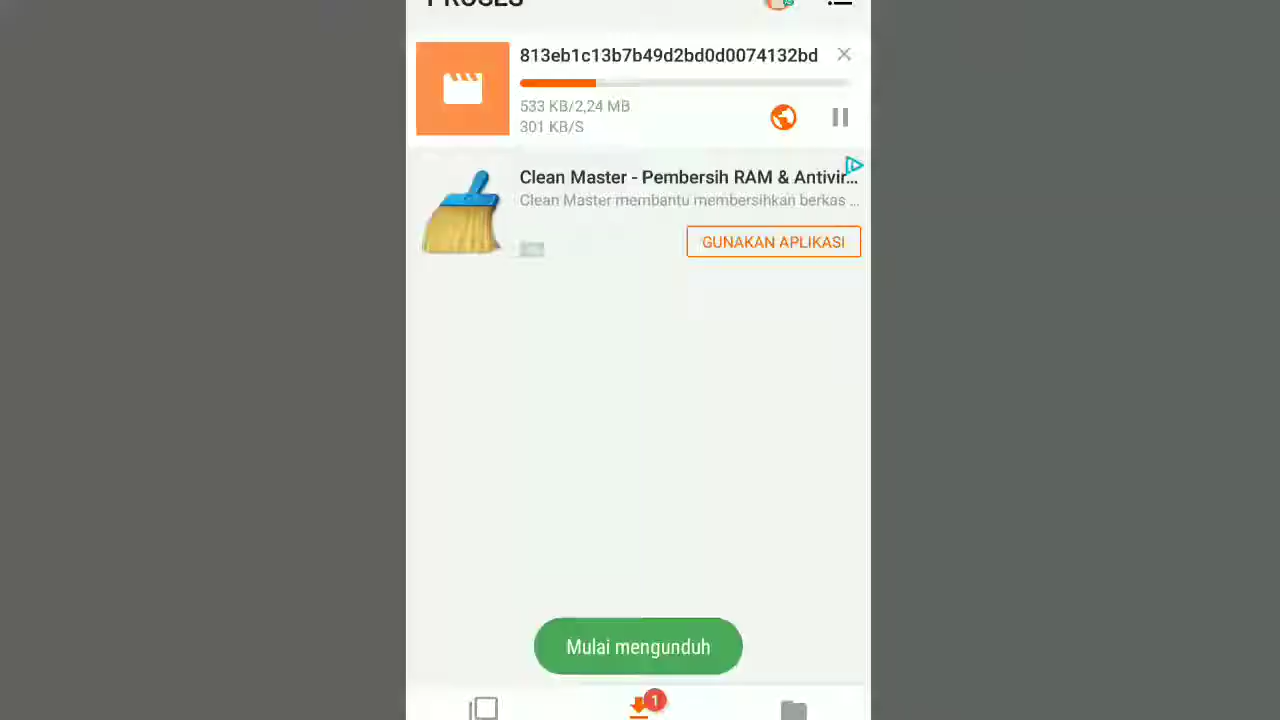 PROSES
813eb1c13b7b49d2bd0d0074132bd
533 KB/2,24 MB
301 KB/S
Clean Master - Pembersih RAM & Antivir...
Clean Master membantu membersihkan berkas ...
GUNAKAN APLIKASI
Mulai mengunduh
1